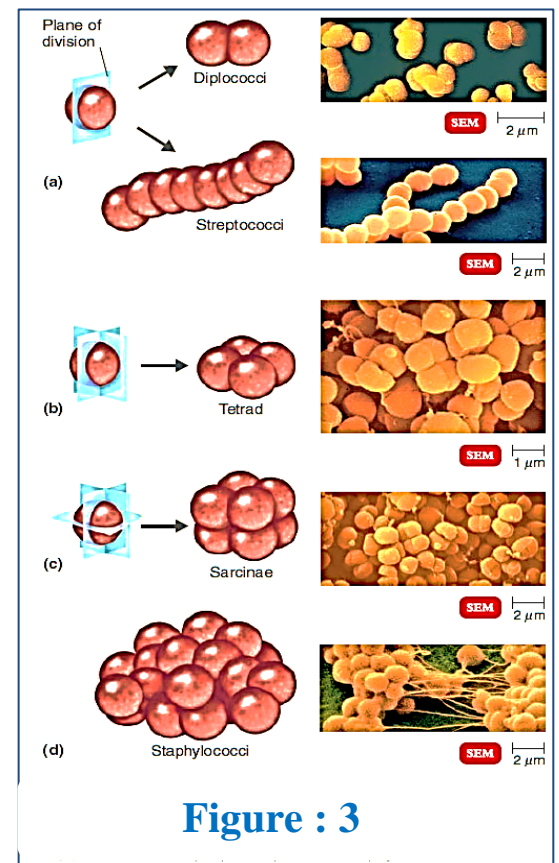 Plane of
division
Diplococci
SEM
2 μm
(a)
Streptococci
SEM
2 μm
(b)
Tetrad
SEM
1 μm
(c)
Sarcinae
SEM
2 μm
(d)
Staphylococci
SEM
2 μm
Figure : 3